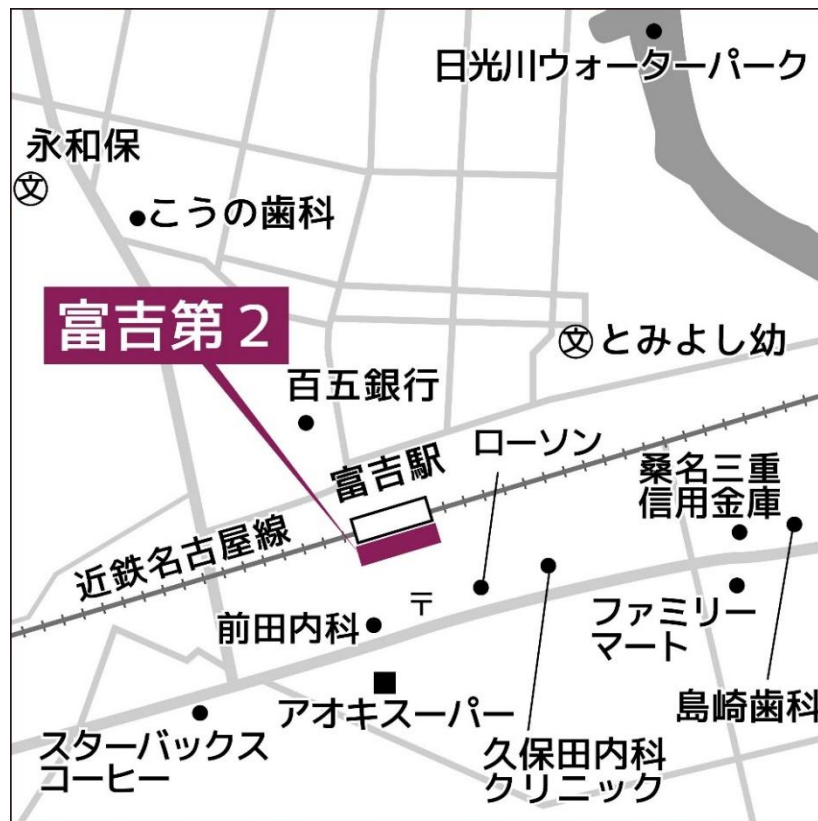 日光川ウォーターパーク
永和保
文
こうの歯科
富吉第2
文とみよし幼
百五銀行
ローソン
富吉駅
桑名三重
信用金庫
近鉄名古屋線
〒
前田内科
ファミリー
マート
アオキスーパー
島崎歯科
スターバックス
コーヒー
久保田内科
クリニック